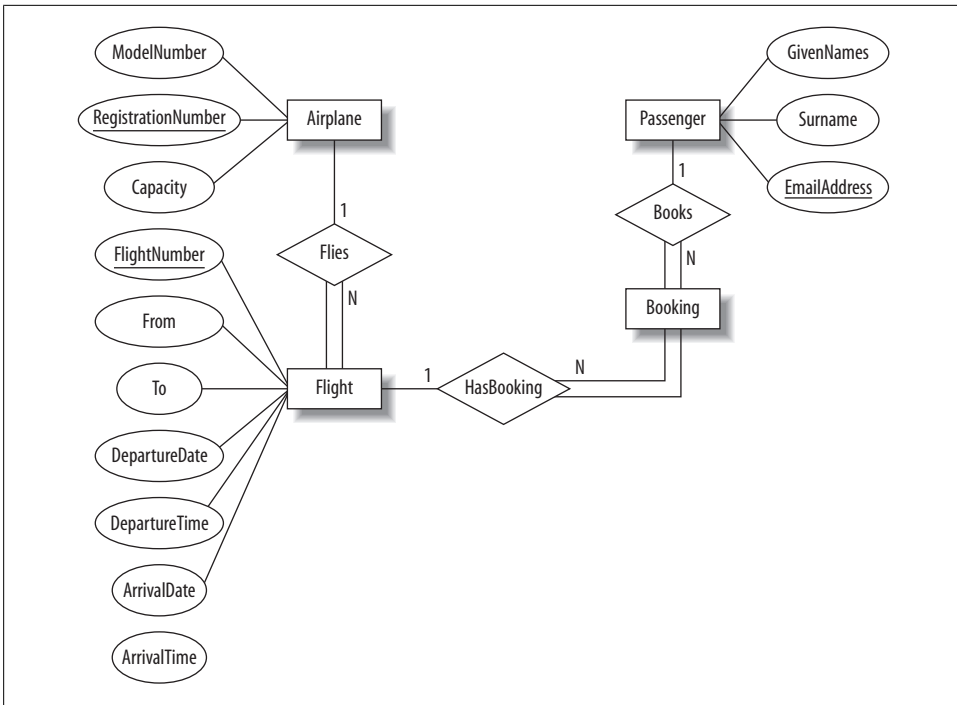 ModelNumber
GivenNames
RegistrationNumber
Airplane
Passenger
Surname
Capacity
EmailAddress
1
1
Books
FlightNumber
Flies
N
N
Booking
From
To
Flight
1
HasBooking
N
DepartureDate
DepartureTime
ArrivalDate
ArrivalTime